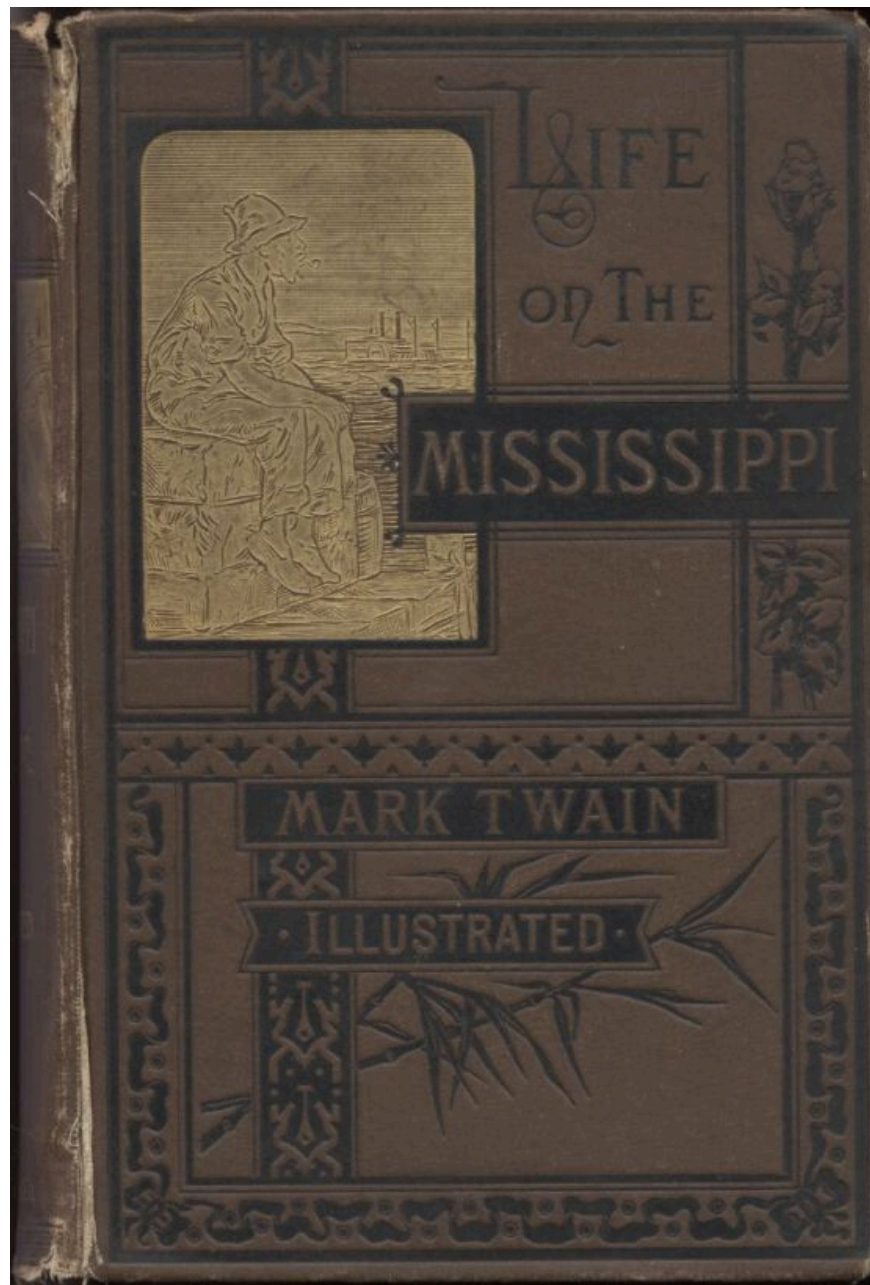 LIFE
ON THE
MISSISSIPPI
MARK TWAIN
· ILLUSTRATED ·